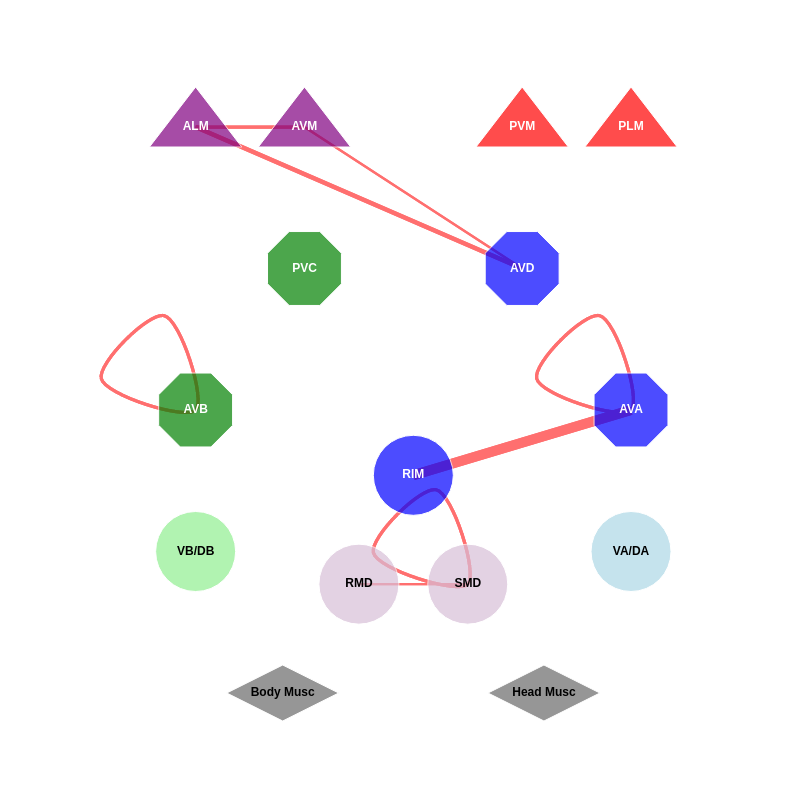 ALM
AVM
PVM
PLM
PVC
AVD
AVB
AVA
RIM
VB/DB
VA/DA
RMD
SMD
Body Musc
Head Musc